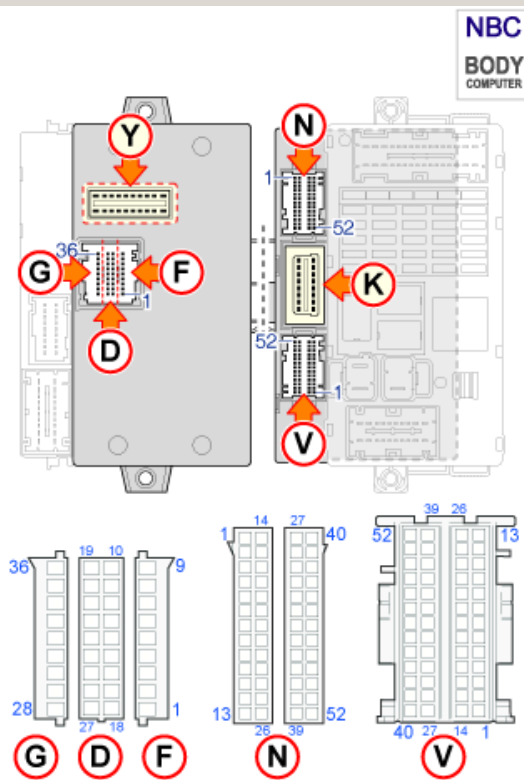 NBC
BODY
COMPUTER
Y
N
1
52
36
G
F
1
D
K
52
1
V
39 26
52 13
14 27
1 40
19 10
36 9
28 1
27 18
13 52
26 39
40 27 14 1
G D F N V